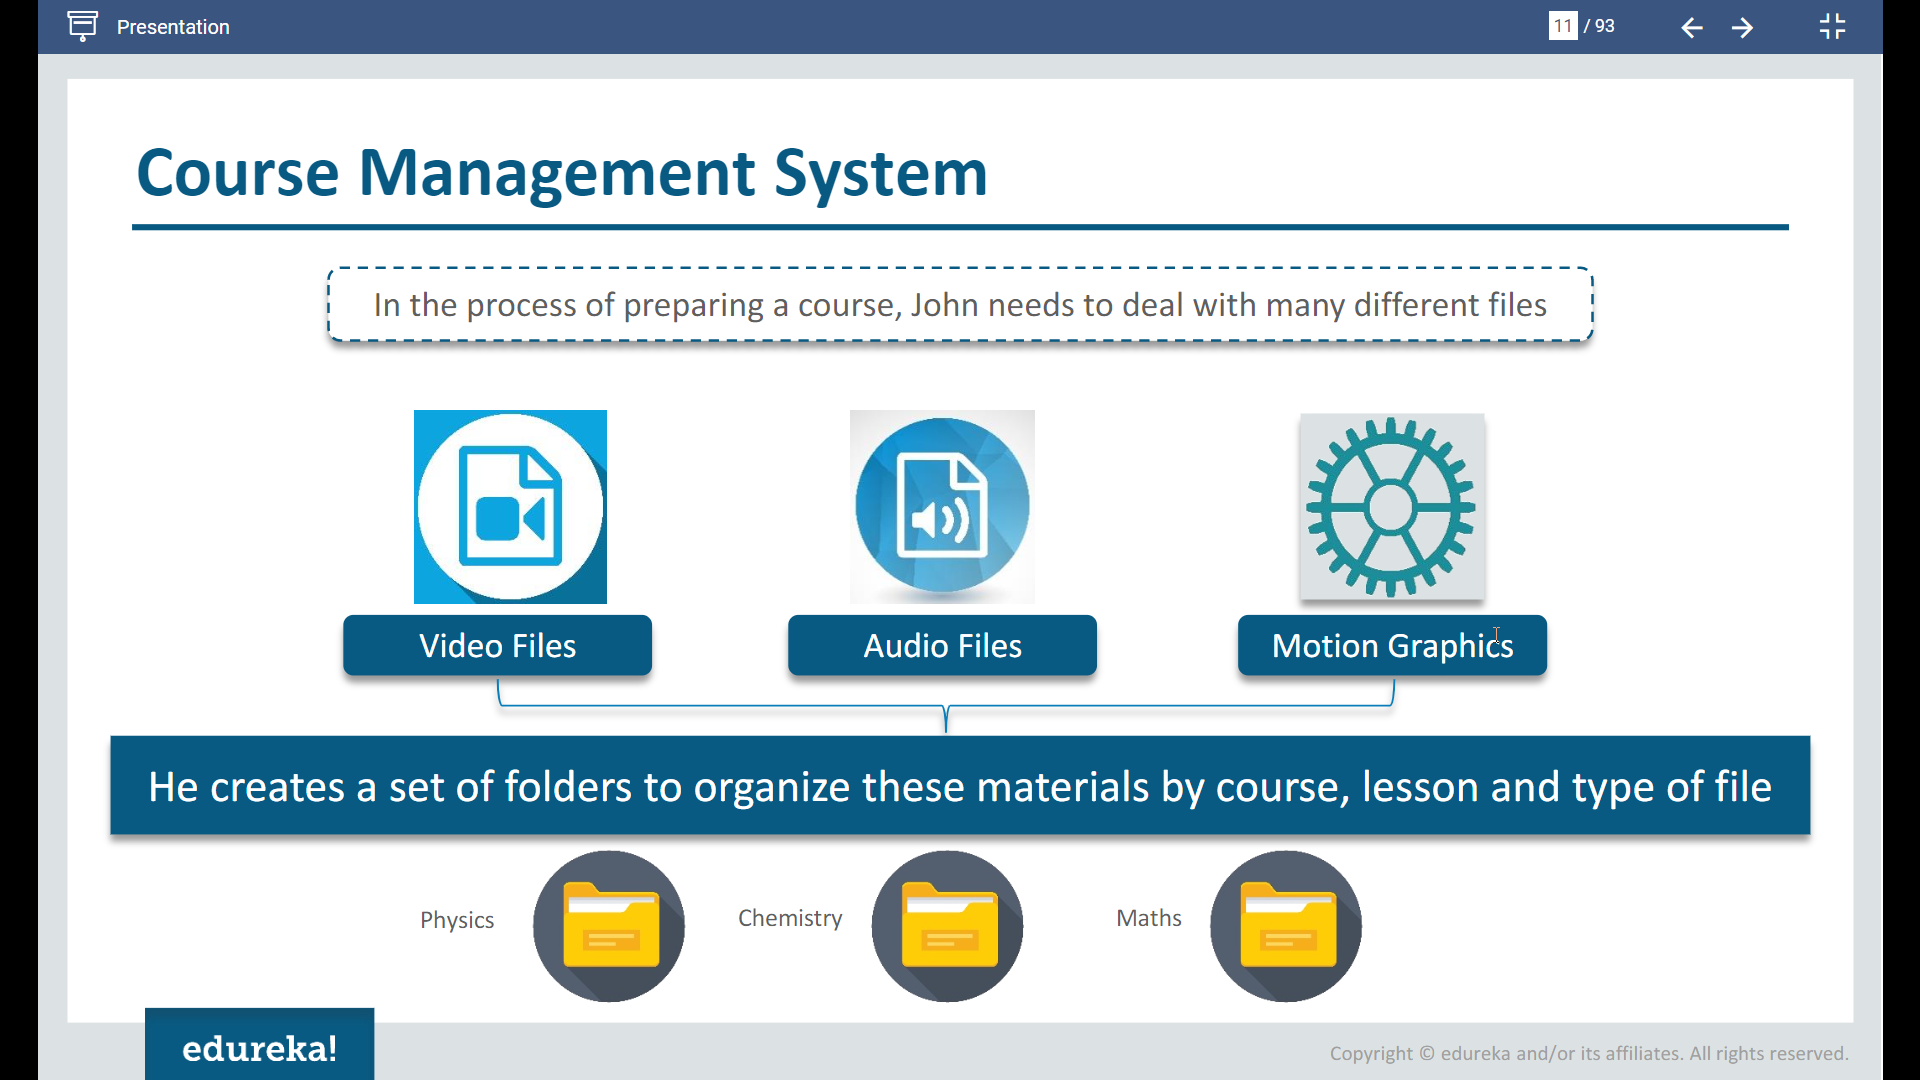 Presentation
11 / 93
Course Management System
In the process of preparing a course, John needs to deal with many different files
Video Files
Audio Files
Motion Graphics
He creates a set of folders to organize these materials by course, lesson and type of file
Physics
Chemistry
Maths
edureka!
Copyright © edureka and/or its affiliates. All rights reserved.